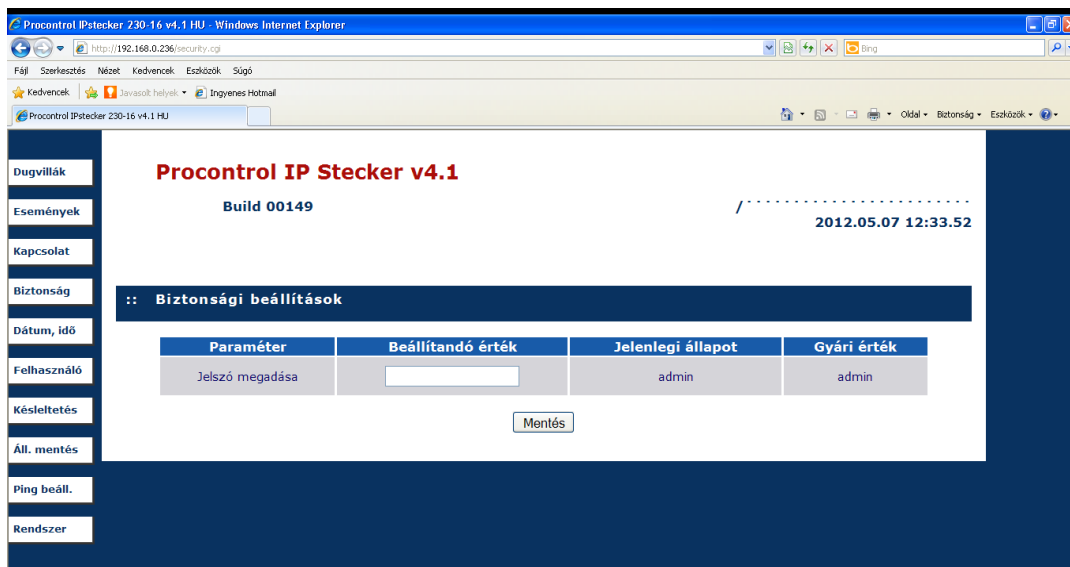 Procontrol IPstecker 230-16 v4.1 HU - Windows Internet Explorer
http://192.168.0.236/security.cgi
Bing
Fájl Szerkesztés Nézet Kedvencek Eszközök Súgó
Kedvencek Javasolt helyek Ingyenes Hotmail
Procontrol IPstecker 230-16 v4.1 HU
Oldal Biztonság Eszközök
Dugvillák
Események
Kapcsolat
Biztonság
Dátum, idő
Felhasználó
Késleltetés
Áll. mentés
Ping beáll.
Rendszer
Procontrol IP Stecker v4.1
Build 00149
/ - - - - - - - - - - - - - - - - - - - - - - - -
2012.05.07 12:33.52
:: Biztonsági beállítások
Paraméter Beállítandó érték Jelenlegi állapot Gyári érték
Jelszó megadása admin admin
Mentés